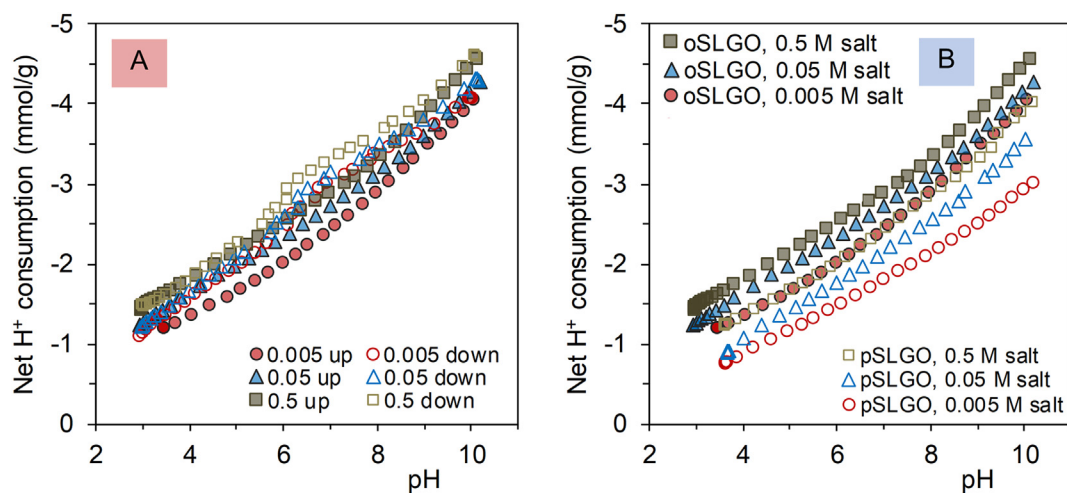 A
Net H⁺ consumption (mmol/g)
-5
-4
-3
-2
-1
0
2
4
6
8
10
pH
0.005 up
0.005 down
0.05 up
0.05 down
0.5 up
0.5 down
B
Net H⁺ consumption (mmol/g)
-5
-4
-3
-2
-1
0
2
4
6
8
10
pH
oSLGO, 0.5 M salt
oSLGO, 0.05 M salt
oSLGO, 0.005 M salt
pSLGO, 0.5 M salt
pSLGO, 0.05 M salt
pSLGO, 0.005 M salt